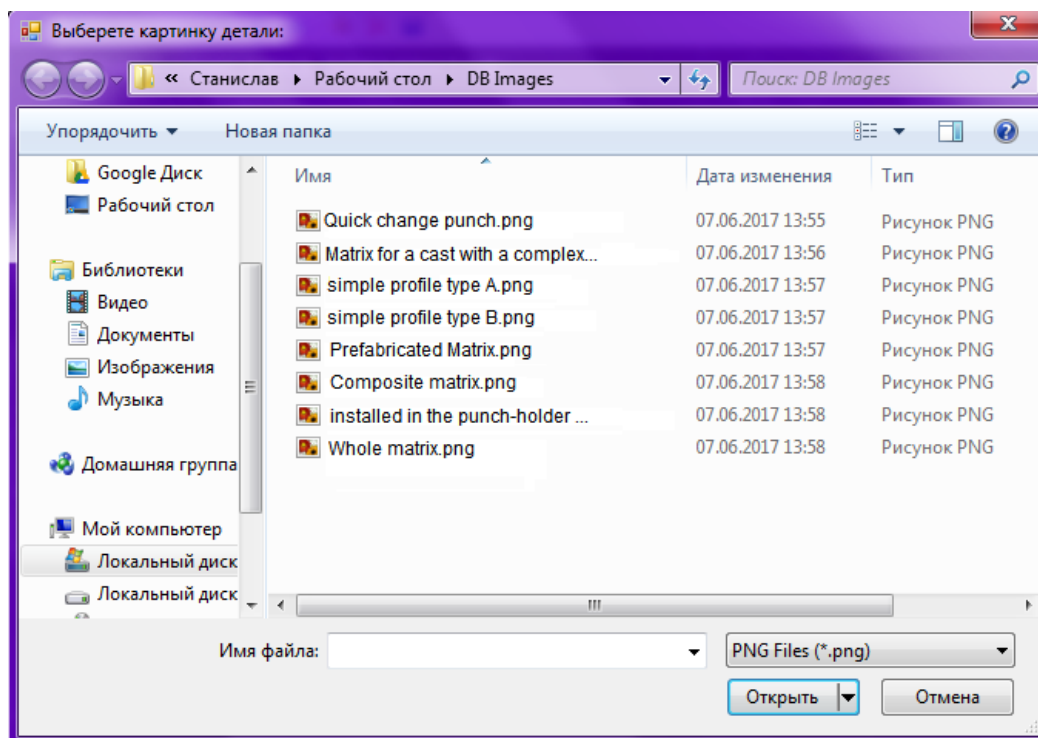 Выберете картинку детали:
« Станислав ▸ Рабочий стол ▸ DB Images
Поиск: DB Images
Упорядочить ▼ Новая папка
Google Диск
Рабочий стол
Библиотеки
Видео
Документы
Изображения
Музыка
Домашняя группа
Мой компьютер
Локальный диск
Локальный диск
Имя Дата изменения Тип
Quick change punch.png 07.06.2017 13:55 Рисунок PNG
Matrix for a cast with a complex... 07.06.2017 13:56 Рисунок PNG
simple profile type A.png 07.06.2017 13:57 Рисунок PNG
simple profile type B.png 07.06.2017 13:57 Рисунок PNG
Prefabricated Matrix.png 07.06.2017 13:57 Рисунок PNG
Composite matrix.png 07.06.2017 13:58 Рисунок PNG
installed in the punch-holder ... 07.06.2017 13:58 Рисунок PNG
Whole matrix.png 07.06.2017 13:58 Рисунок PNG
Имя файла:
PNG Files (*.png)
Открыть Отмена